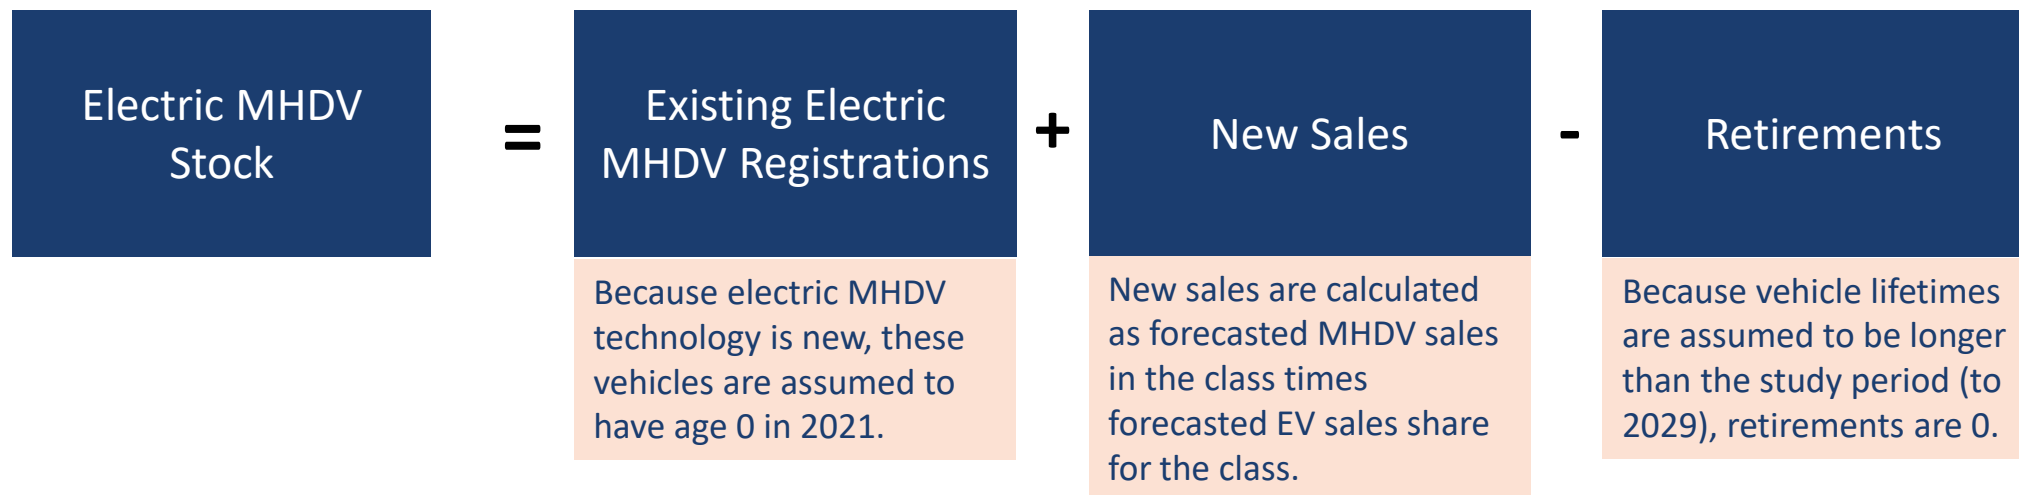 Electric MHDV
Stock
=
Existing Electric
MHDV Registrations
+
New Sales
-
Retirements
Because electric MHDV
technology is new, these
vehicles are assumed to
have age 0 in 2021.
New sales are calculated
as forecasted MHDV sales
in the class times
forecasted EV sales share
for the class.
Because vehicle lifetimes
are assumed to be longer
than the study period (to
2029), retirements are 0.